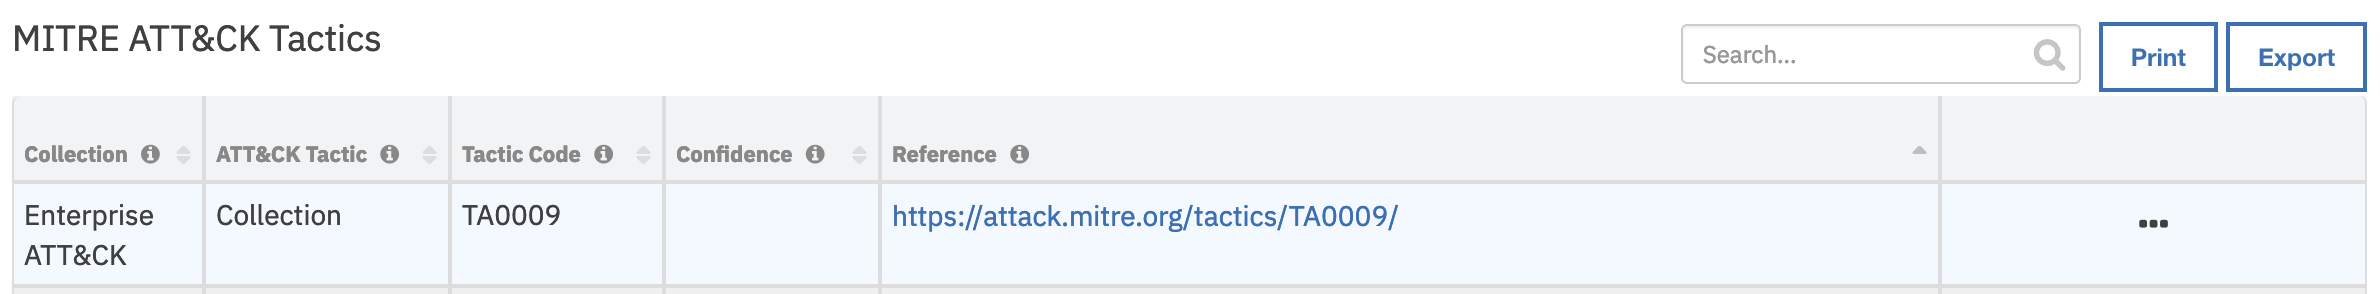 MITRE ATT&CK Tactics
Search...
Print
Export
Collection
ATT&CK Tactic
Tactic Code
Confidence
Reference
Enterprise
ATT&CK
Collection
TA0009
https://attack.mitre.org/tactics/TA0009/